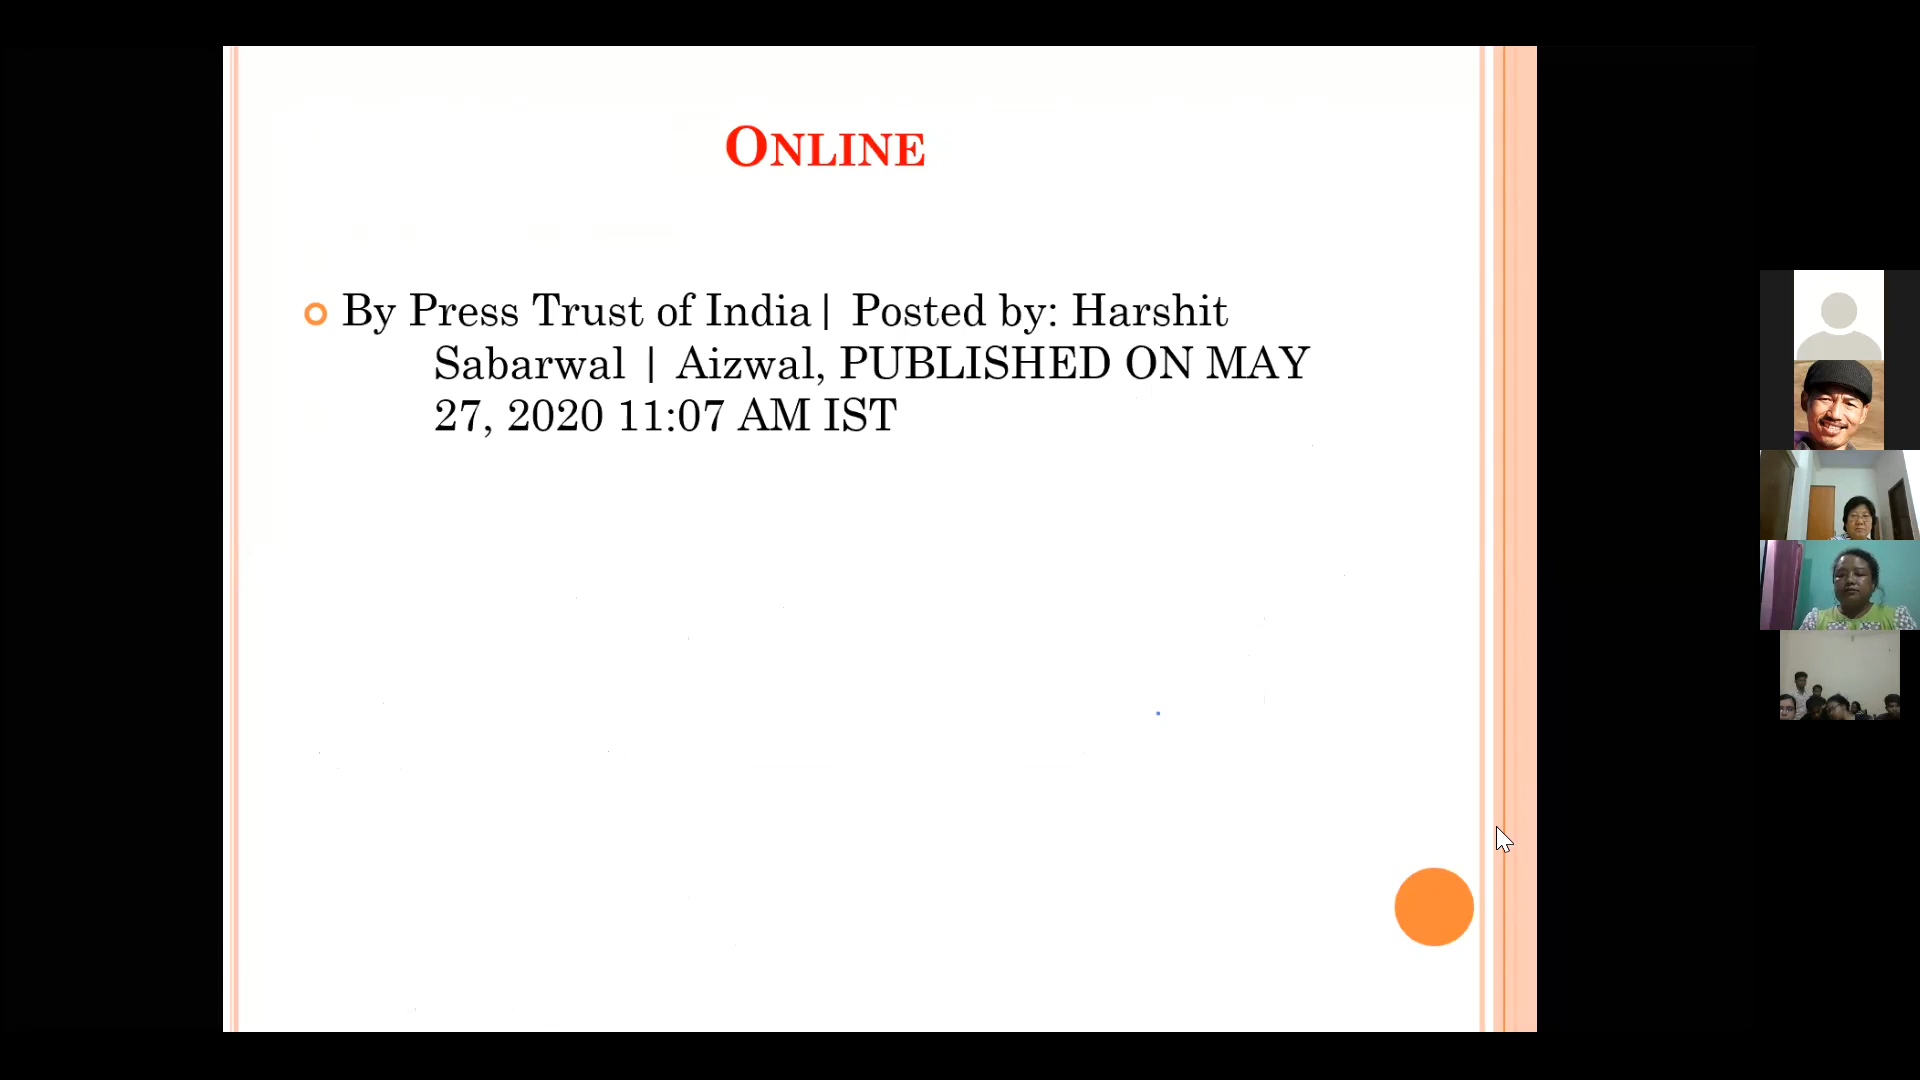 ONLINE
By Press Trust of India| Posted by: Harshit
Sabarwal | Aizwal, PUBLISHED ON MAY
27, 2020 11:07 AM IST